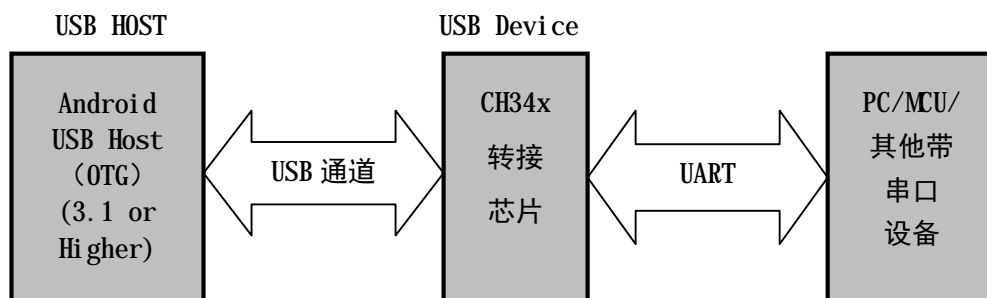 USB HOST
USB Device
Android
USB Host
（OTG）
(3.1 or
Higher)
USB 通道
CH34x
转接
芯片
UART
PC/MCU/
其他带
串口
设备